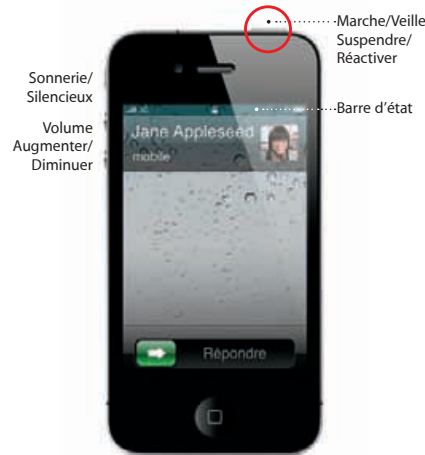 Marche/Veille
Suspendre/
Réactiver
Sonnerie/
Silencieux
Barre d'état
Volume
Augmenter/
Diminuer
Jane Appleseed
mobile
Répondre